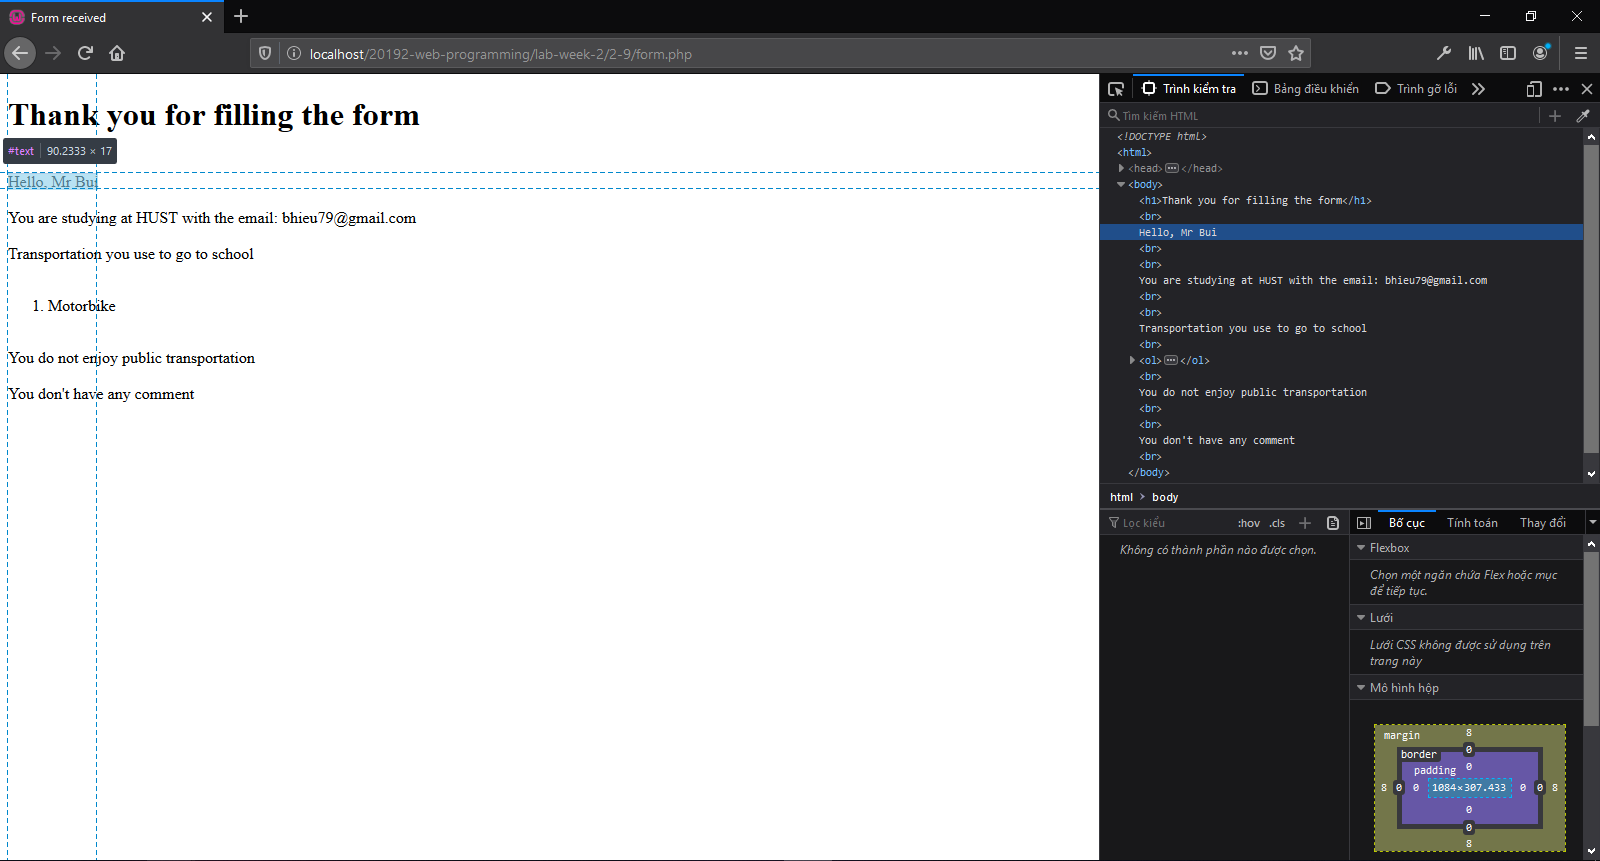 Form received
localhost/20192-web-programming/lab-week-2/2-9/form.php
Thank you for filling the form
#text 90.2333 × 17
Hello, Mr Bui
You are studying at HUST with the email: bhieu79@gmail.com
Transportation you use to go to school
1. Motorbike
You do not enjoy public transportation
You don't have any comment
Trình kiểm tra Bảng điều khiển Trình gỡ lỗi
Tìm kiếm HTML
<!DOCTYPE html>
<html>
<head></head>
<body>
<h1>Thank you for filling the form</h1>
<br>
Hello, Mr Bui
<br>
<br>
You are studying at HUST with the email: bhieu79@gmail.com
<br>
<br>
Transportation you use to go to school
<br>
<ol></ol>
<br>
You do not enjoy public transportation
<br>
<br>
You don't have any comment
<br>
</body>
html > body
Lọc kiểu :hov .cls
Không có thành phần nào được chọn.
Bố cục Tính toán Thay đổi
Flexbox
Chọn một ngăn chứa Flex hoặc mục
để tiếp tục.
Lưới
Lưới CSS không được sử dụng trên
trang này
Mô hình hộp
margin 8
border 0
padding 0
8 0 0 1084×307.433 0 0 8
0
0
8